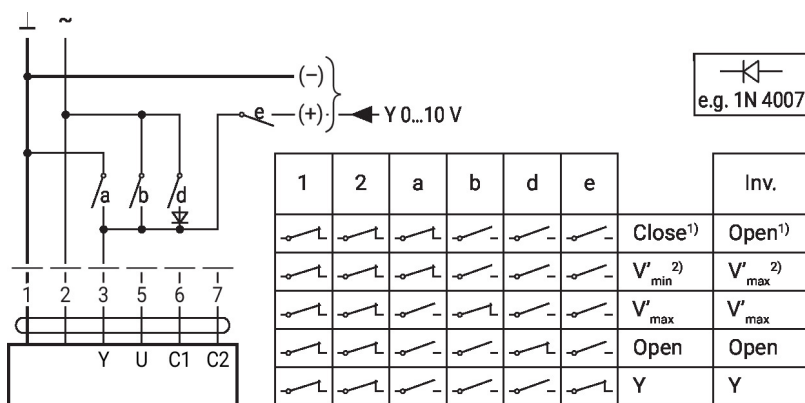 ⊥ ~
(–)
e (+) Y 0...10 V
e.g. 1N 4007
a b d
1 2 3 5 6 7
Y U C1 C2
1 2 a b d e Inv.
Close¹⁾ Open¹⁾
V'min²⁾ V'max²⁾
V'max V'max
Open Open
Y Y